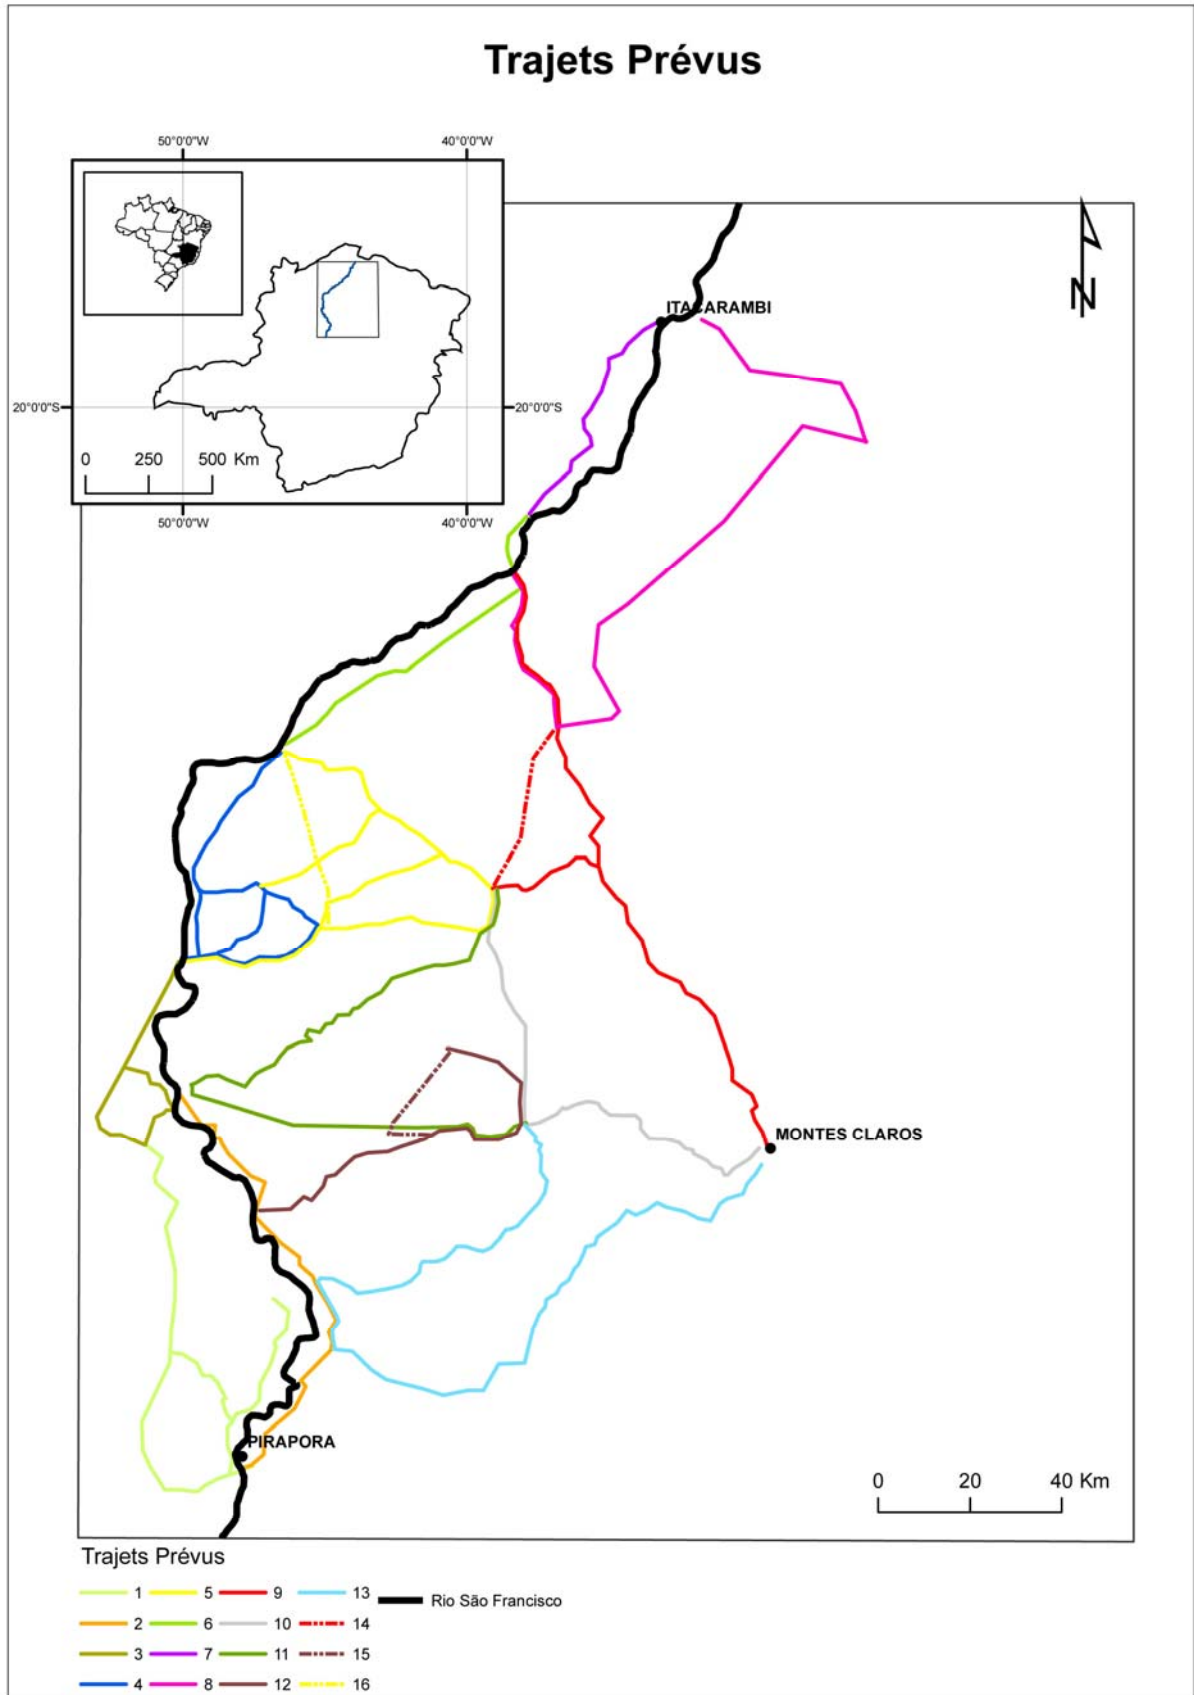 Trajets Prévus
50°0'0"W 40°0'0"W
20°0'0"S 20°0'0"S
0 250 500 Km
50°0'0"W 40°0'0"W
N
ITACARAMBI
MONTES CLAROS
PIRAPORA
0 20 40 Km
Trajets Prévus
1 5 9 13 Rio São Francisco
2 6 10 14
3 7 11 15
4 8 12 16